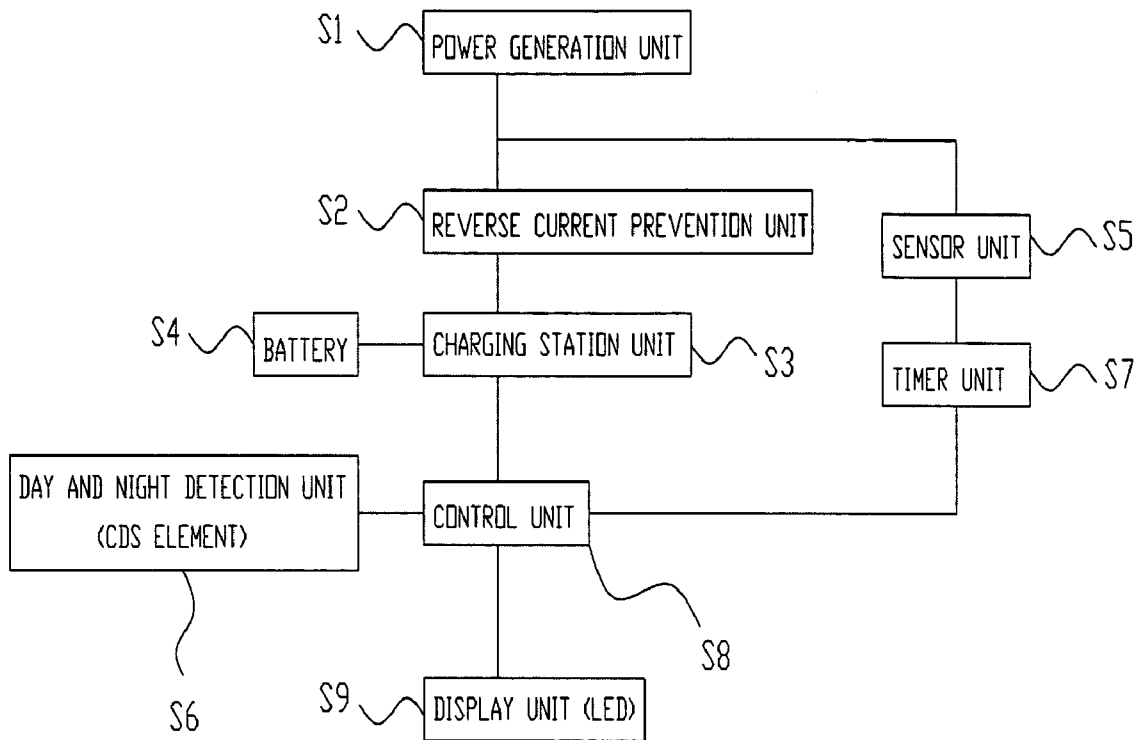 S1
POWER GENERATION UNIT
S2
REVERSE CURRENT PREVENTION UNIT
SENSOR UNIT
S5
S4
BATTERY
CHARGING STATION UNIT
S3
TIMER UNIT
S7
DAY AND NIGHT DETECTION UNIT
(CDS ELEMENT)
CONTROL UNIT
S8
S6
S9
DISPLAY UNIT (LED)